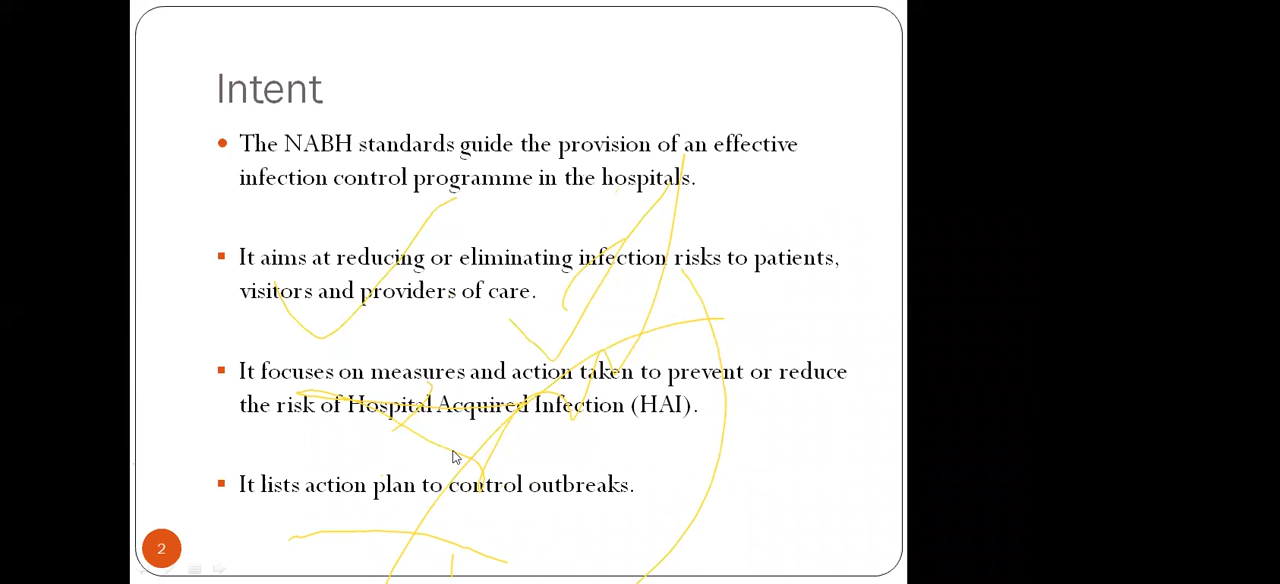 Intent
The NABH standards guide the provision of an effective
infection control programme in the hospitals.
It aims at reducing or eliminating infection risks to patients,
visitors and providers of care.
It focuses on measures and action taken to prevent or reduce
the risk of Hospital Acquired Infection (HAI).
It lists action plan to control outbreaks.
2